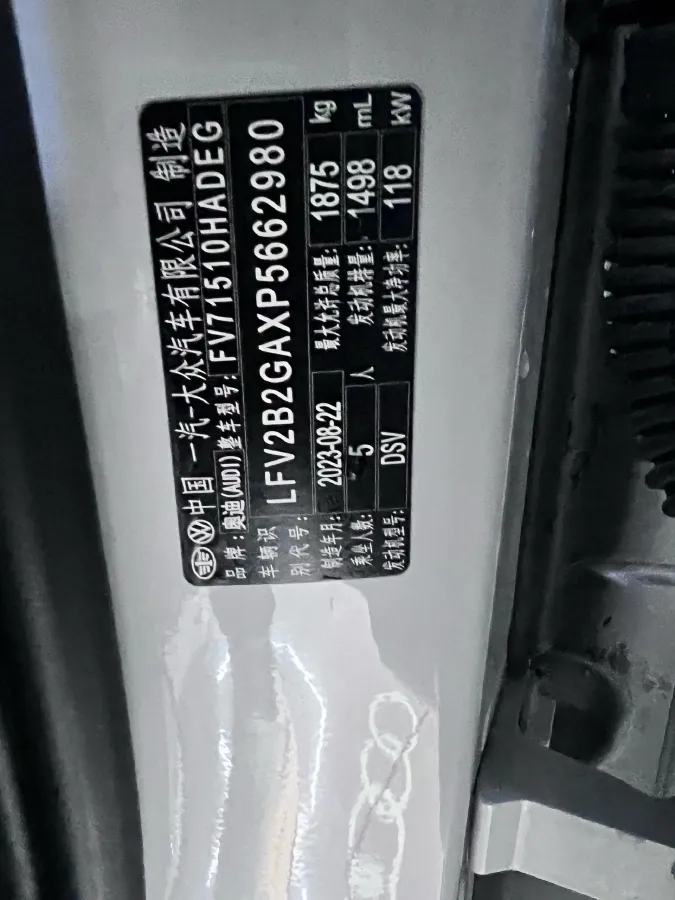 中国 一汽-大众汽车有限公司 制造
品牌：奥迪(AUDI) 整车型号： FV71510HADEG
车辆识别代号： LFV2B2GAXP5662980
制造年月： 2023-08-22 最大允许总质量： 1875 kg
乘坐人数： 5 人 发动机排量： 1498 mL
发动机型号： DSV 发动机最大净功率： 118 kW